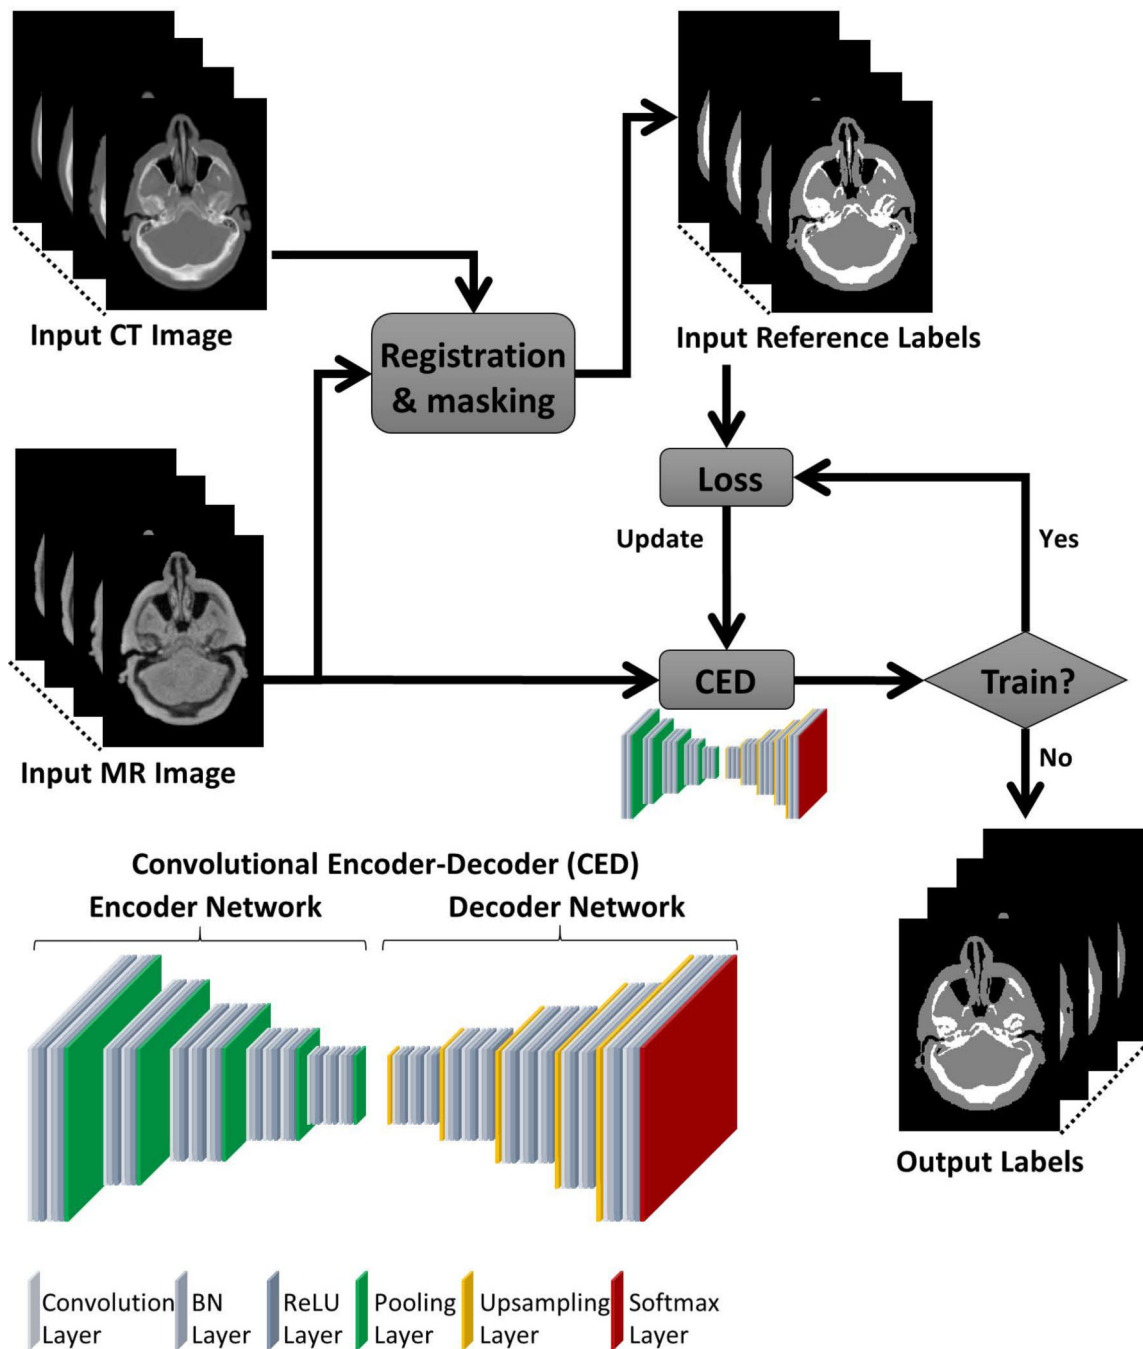 Input CT Image
Registration
& masking
Input Reference Labels
Loss
Update
Yes
CED
Train?
No
Input MR Image
Convolutional Encoder-Decoder (CED)
Encoder Network
Decoder Network
Output Labels
Convolution
Layer
BN
Layer
ReLU
Layer
Pooling
Layer
Upsampling
Layer
Softmax
Layer